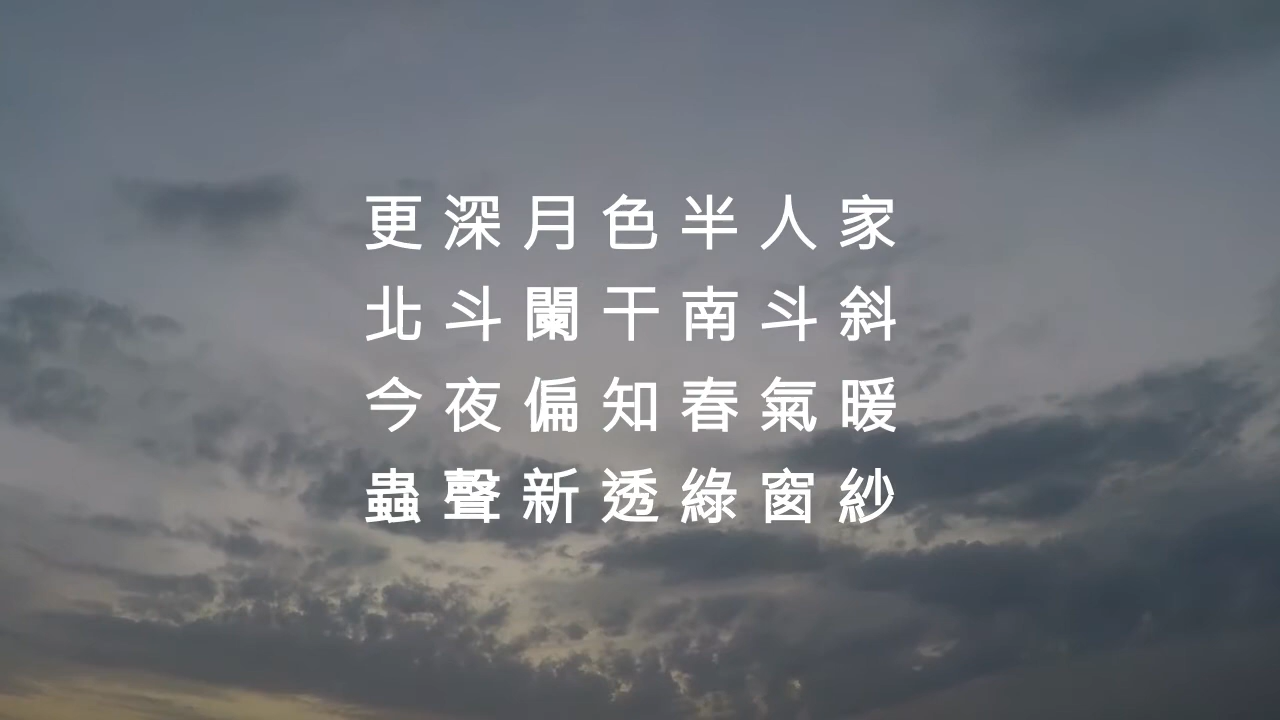 更深月色半人家
北斗闌干南斗斜
今夜偏知春氣暖
蟲聲新透綠窗紗